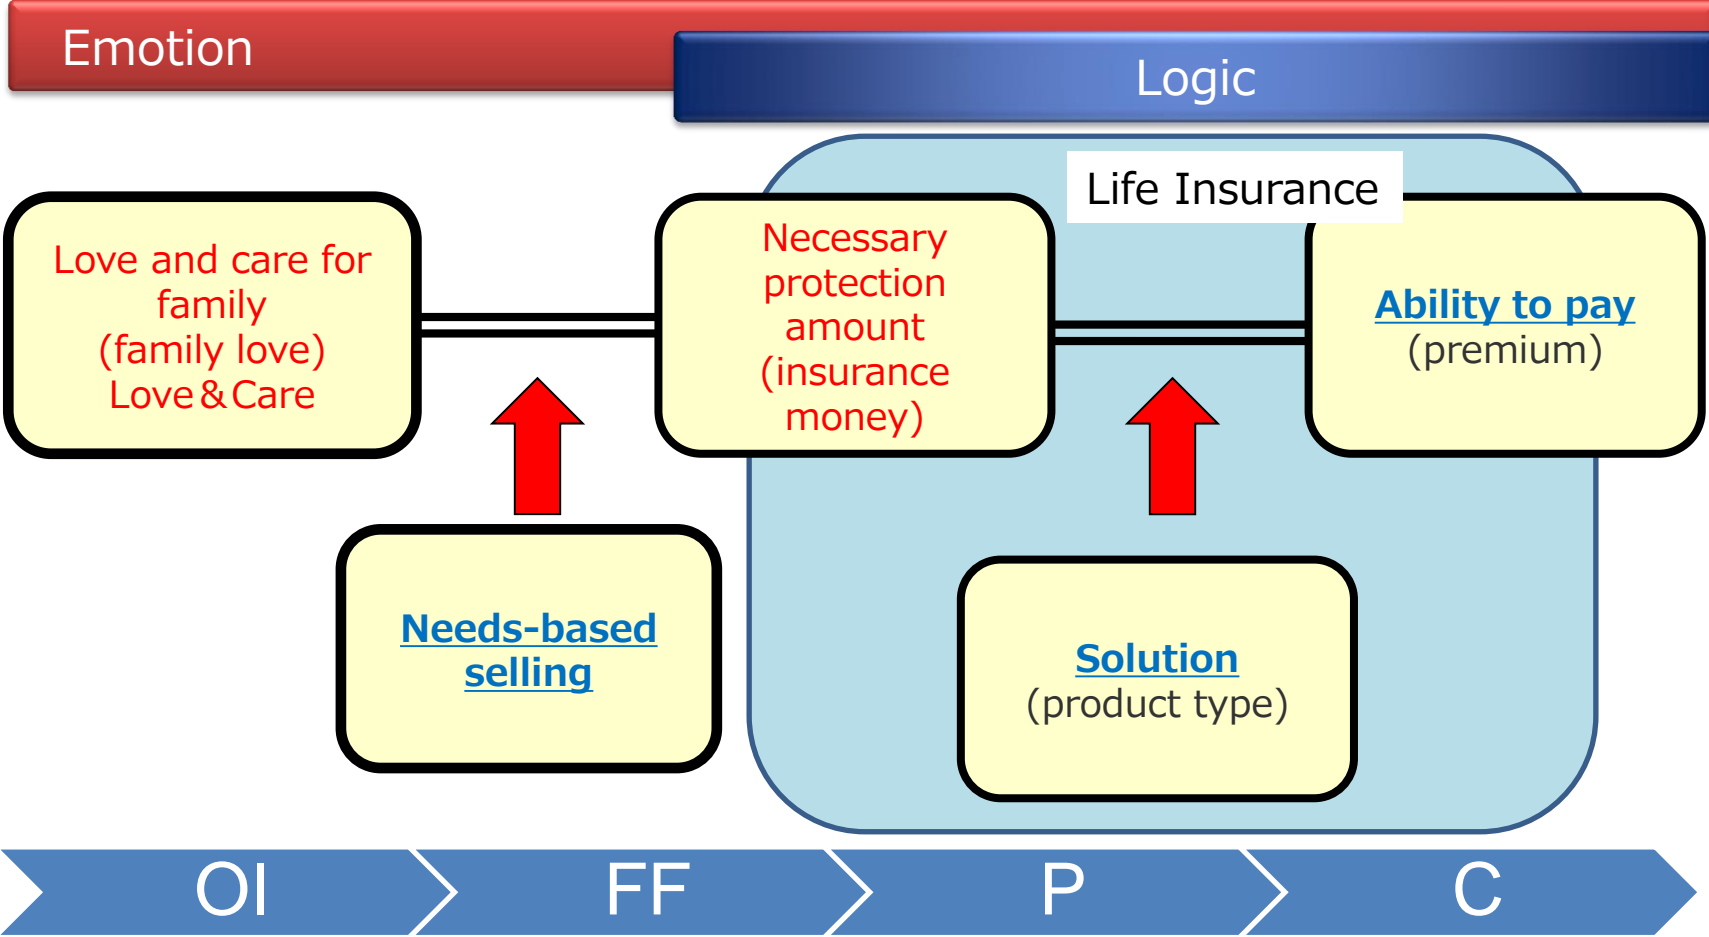 Emotion
Logic
Life Insurance
Love and care for
family
(family love)
Love＆Care
Necessary
protection
amount
(insurance
money)
Ability to pay
(premium)
Needs-based
selling
Solution
(product type)
OI
FF
P
C